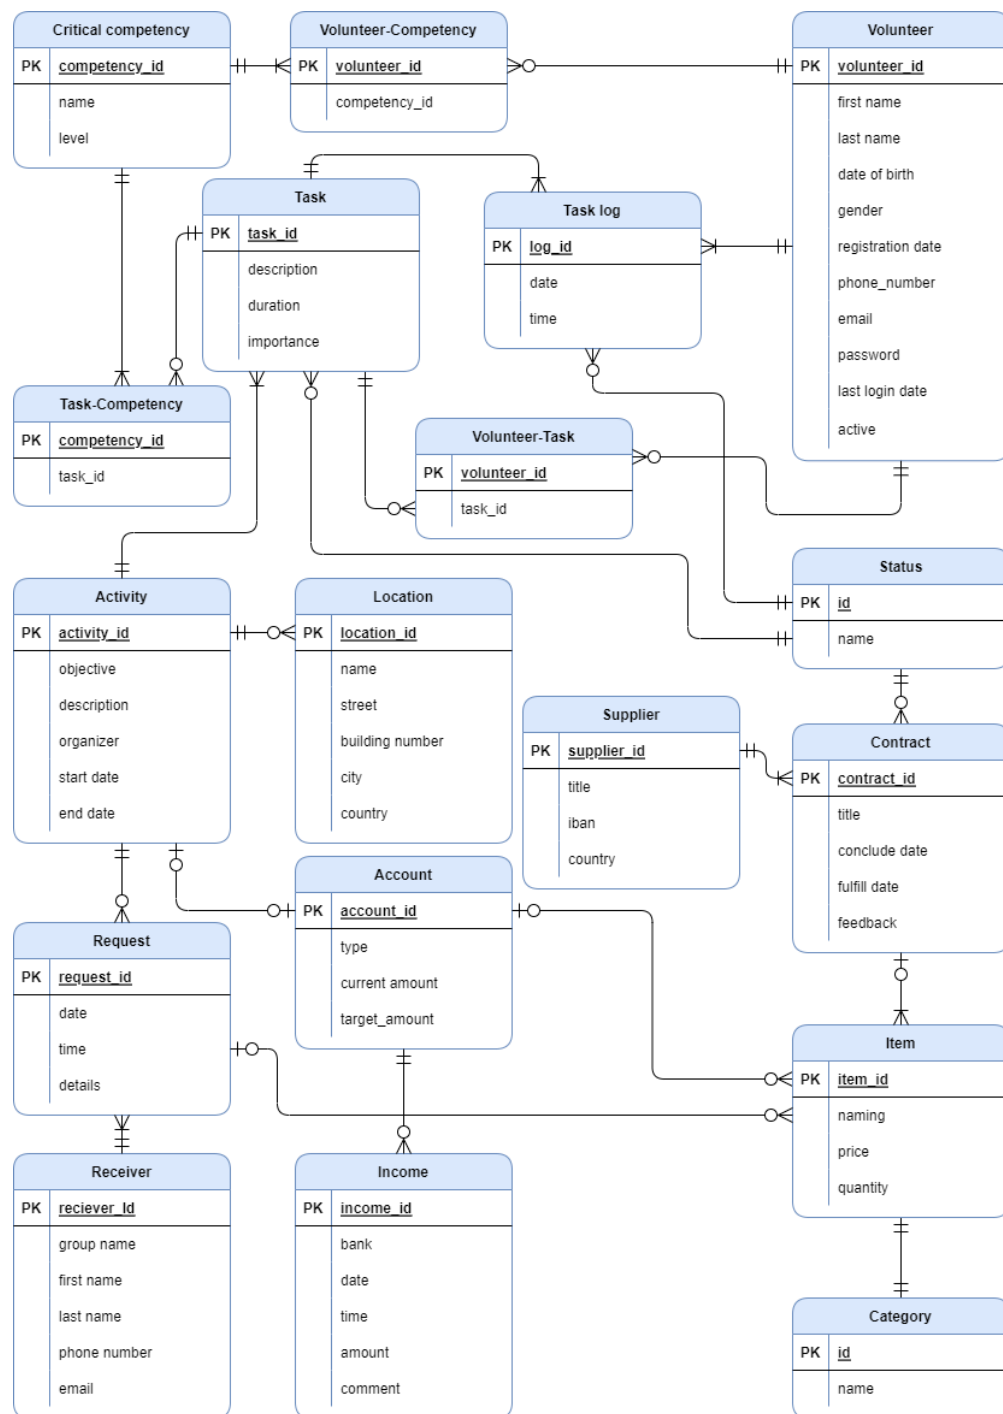 Critical competency
PK competency_id
name
level
Volunteer-Competency
PK volunteer_id
competency_id
Volunteer
PK volunteer_id
first name
last name
date of birth
gender
registration date
phone_number
email
password
last login date
active
Task
PK task_id
description
duration
importance
Task log
PK log_id
date
time
Task-Competency
PK competency_id
task_id
Volunteer-Task
PK volunteer_id
task_id
Activity
PK activity_id
objective
description
organizer
start date
end date
Location
PK location_id
name
street
building number
city
country
Status
PK id
name
Supplier
PK supplier_id
title
iban
country
Contract
PK contract_id
title
conclude date
fulfill date
feedback
Account
PK account_id
type
current amount
target_amount
Request
PK request_id
date
time
details
Item
PK item_id
naming
price
quantity
Receiver
PK reciever_Id
group name
first name
last name
phone number
email
Income
PK income_id
bank
date
time
amount
comment
Category
PK id
name